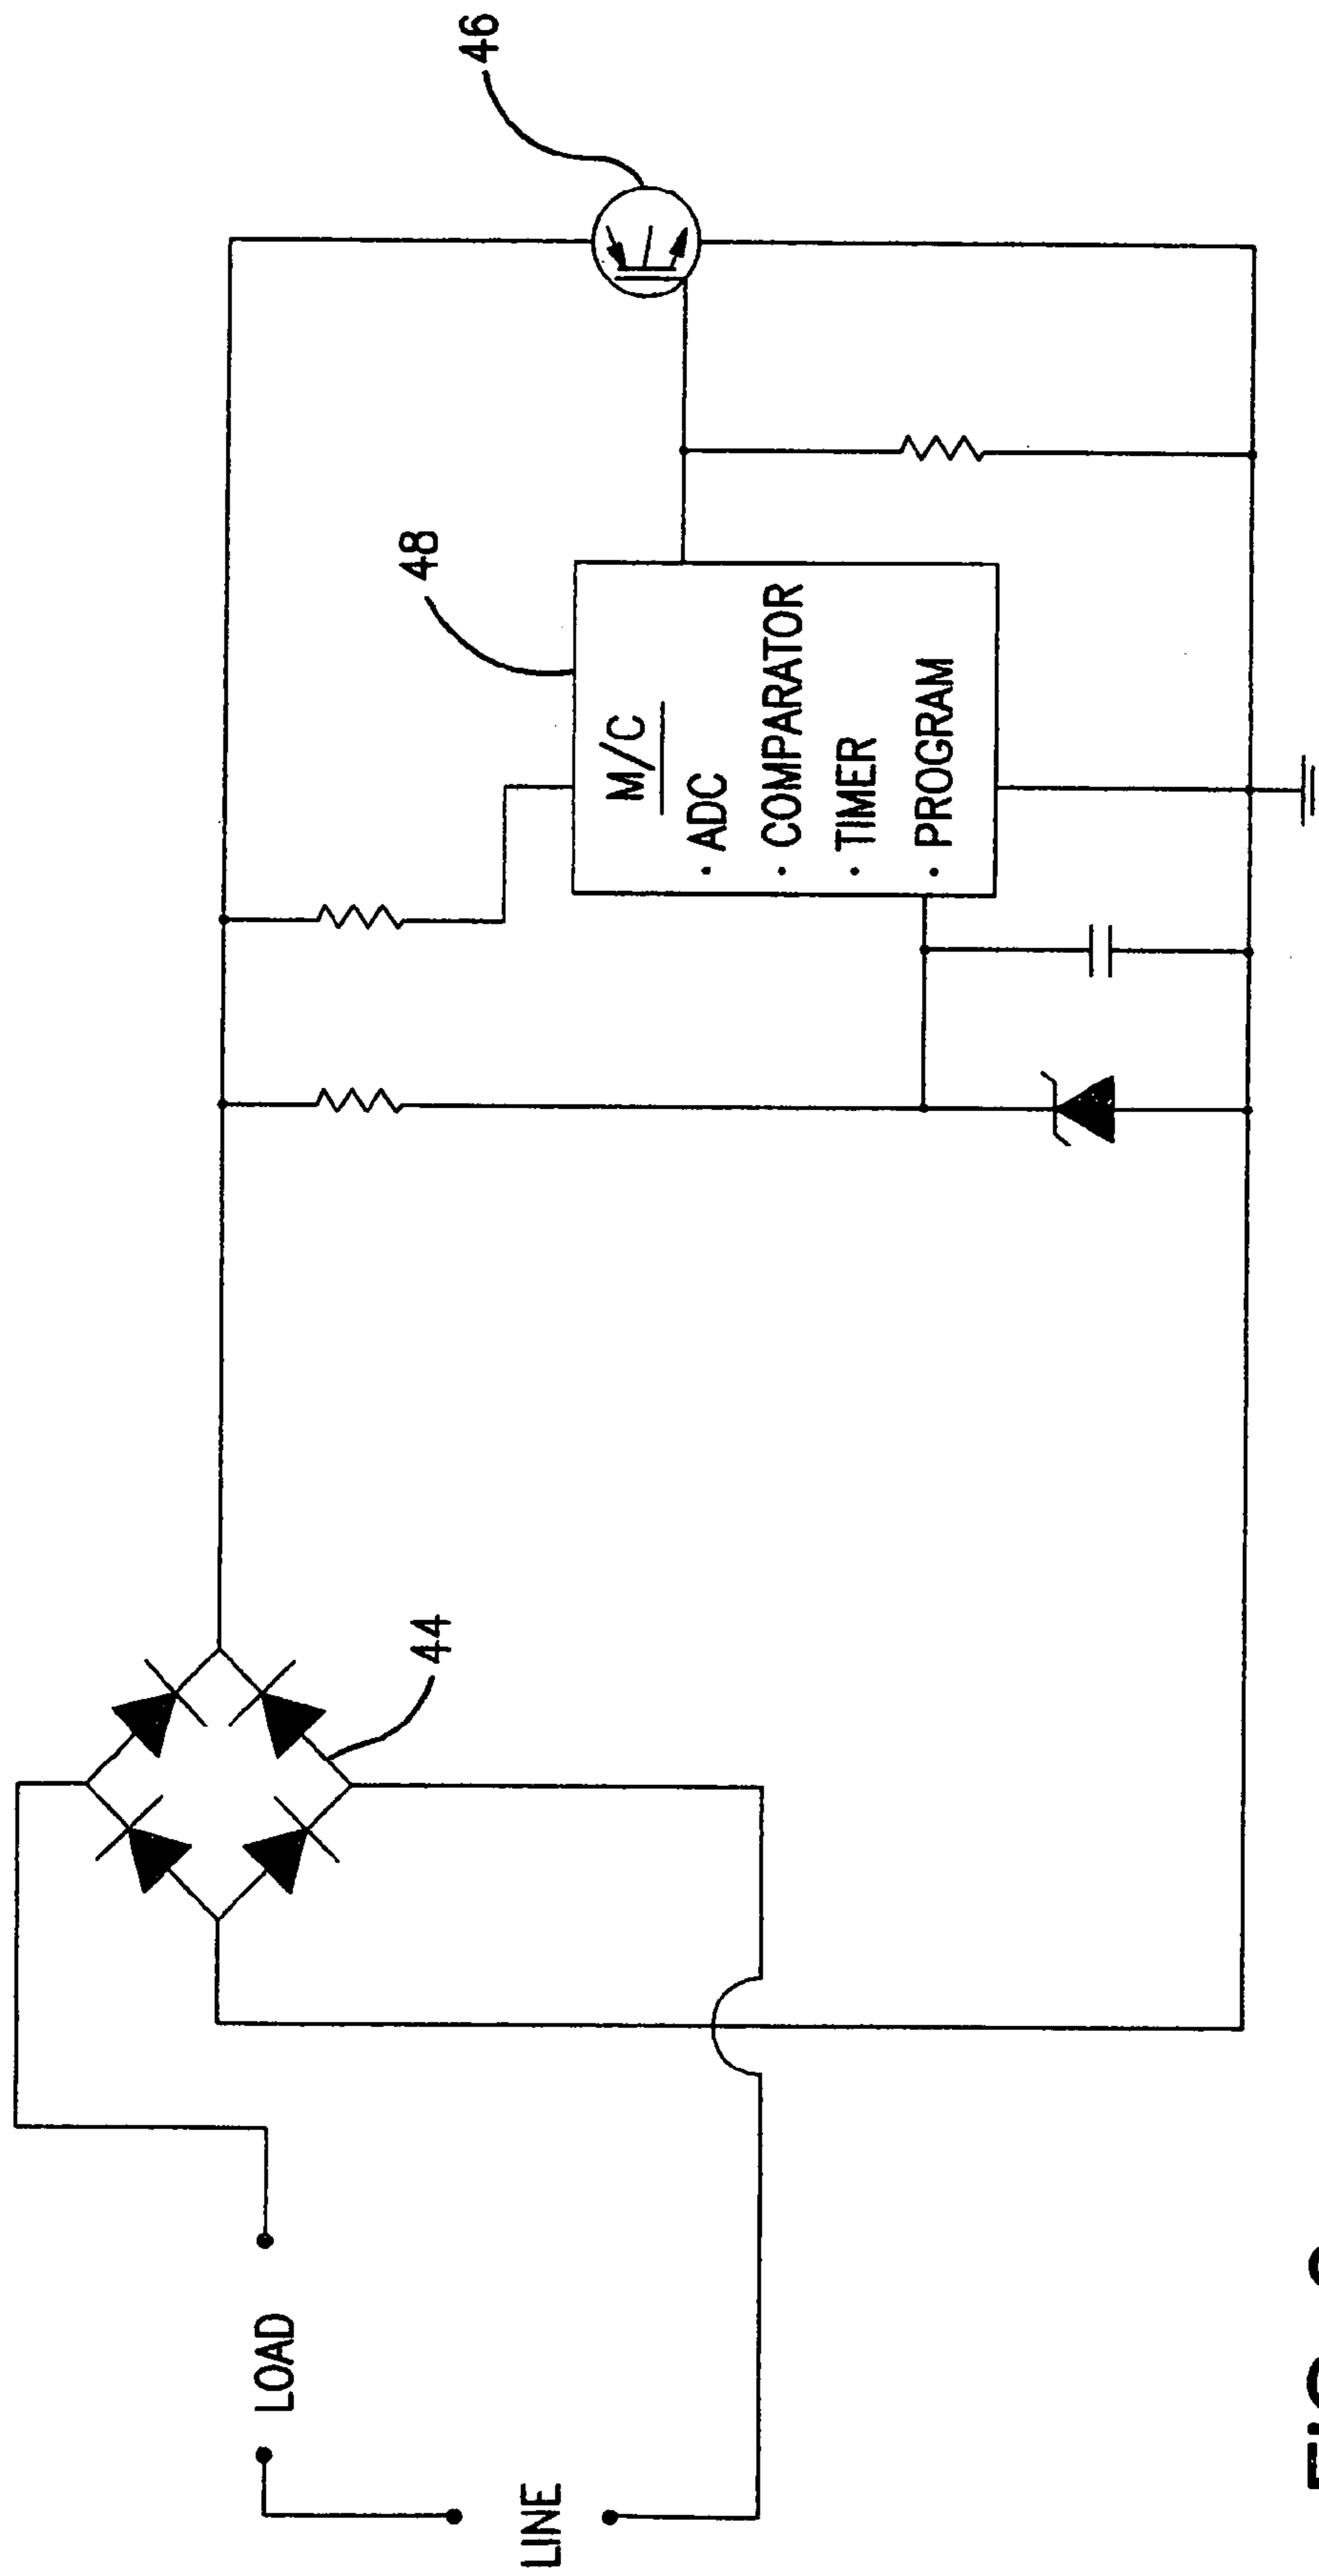 46
48
M/C
· ADC
· COMPARATOR
· TIMER
· PROGRAM
44
LOAD
LINE